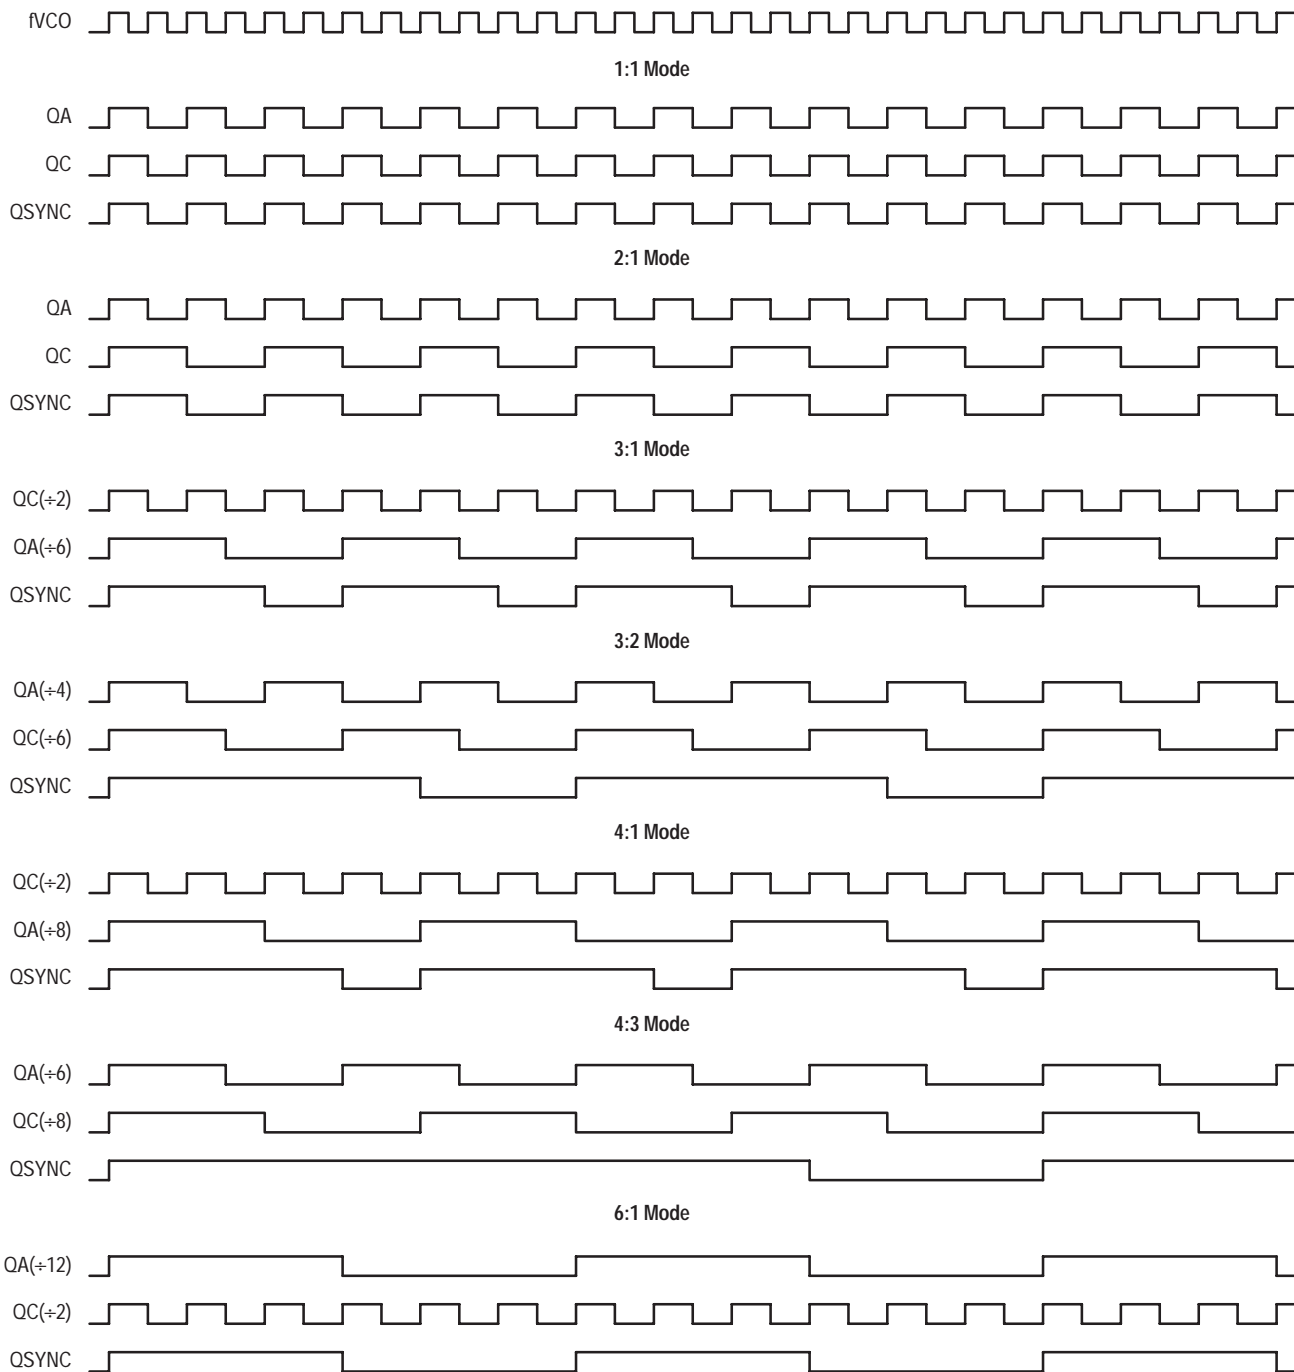 fVCO
1:1 Mode
QA
QC
QSYNC
2:1 Mode
QA
QC
QSYNC
3:1 Mode
QC(÷2)
QA(÷6)
QSYNC
3:2 Mode
QA(÷4)
QC(÷6)
QSYNC
4:1 Mode
QC(÷2)
QA(÷8)
QSYNC
4:3 Mode
QA(÷6)
QC(÷8)
QSYNC
6:1 Mode
QA(÷12)
QC(÷2)
QSYNC